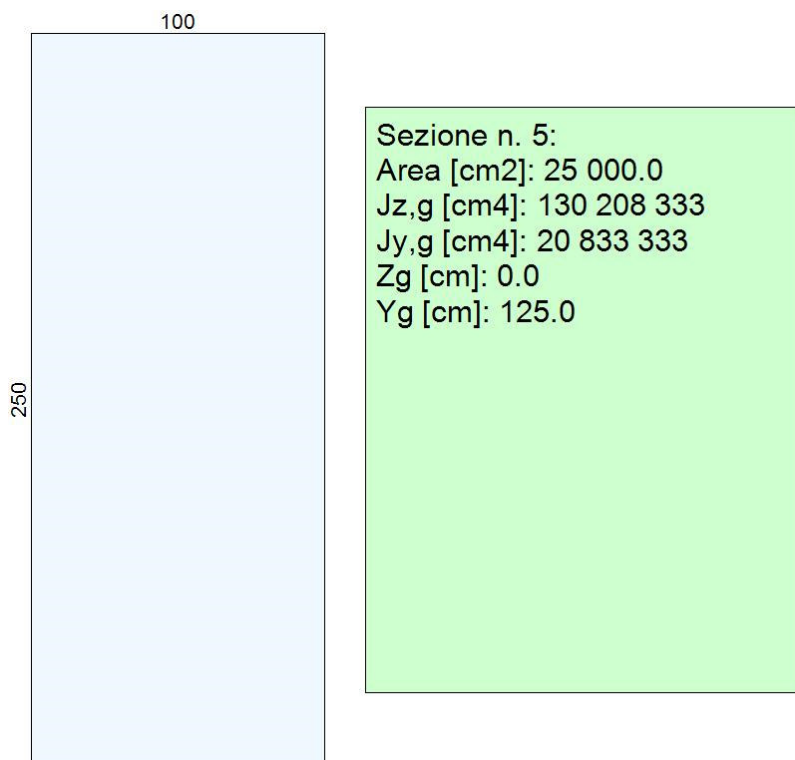 100
250
Sezione n. 5:
Area [cm2]: 25 000.0
Jz,g [cm4]: 130 208 333
Jy,g [cm4]: 20 833 333
Zg [cm]: 0.0
Yg [cm]: 125.0